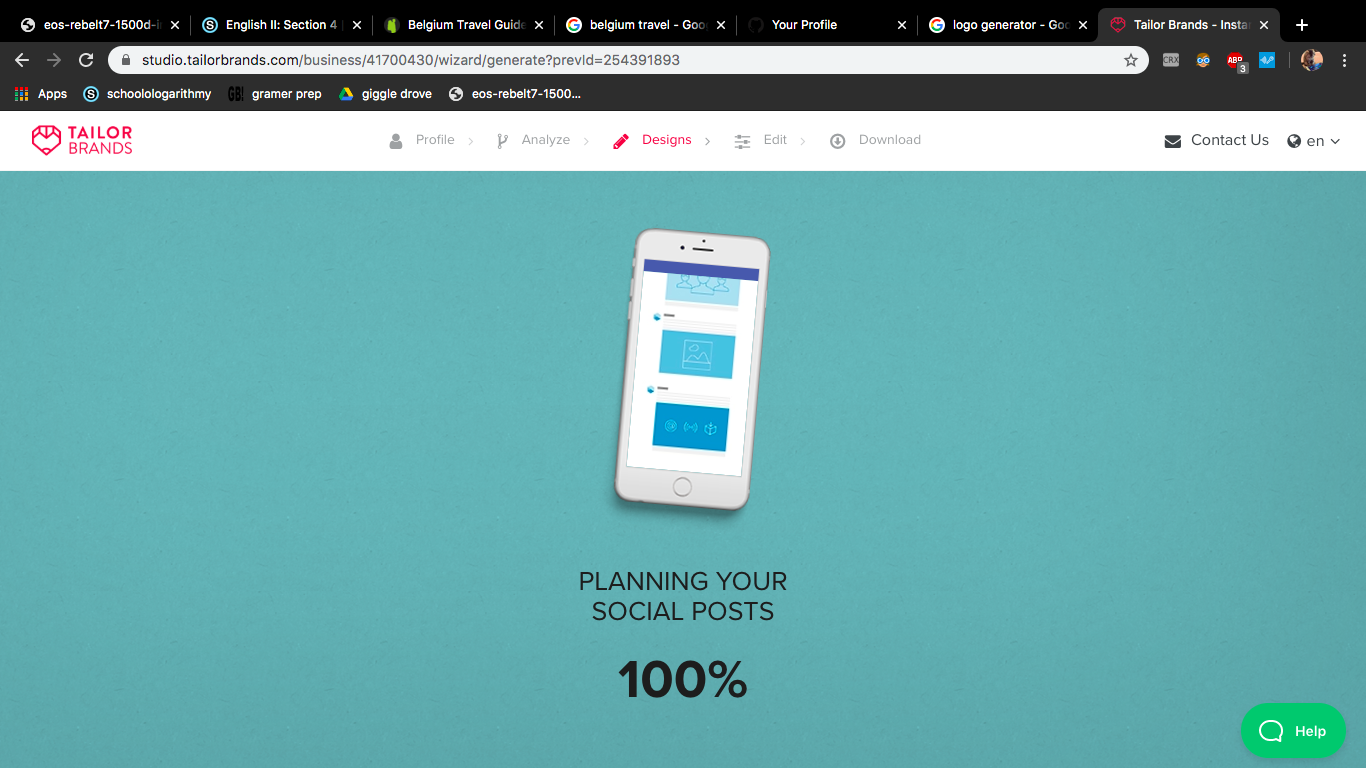 eos-rebelt7-1500d-i
English II: Section 4
Belgium Travel Guide
belgium travel - Goo
Your Profile
logo generator - Goo
Tailor Brands - Insta
studio.tailorbrands.com/business/41700430/wizard/generate?prevId=254391893
CRX
ABP
3
Apps
schoolologarithmy
GB!
gramer prep
giggle drove
eos-rebelt7-1500...
TAILOR
BRANDS
Profile
Analyze
Designs
Edit
Download
Contact Us
en
PLANNING YOUR
SOCIAL POSTS
100%
Help